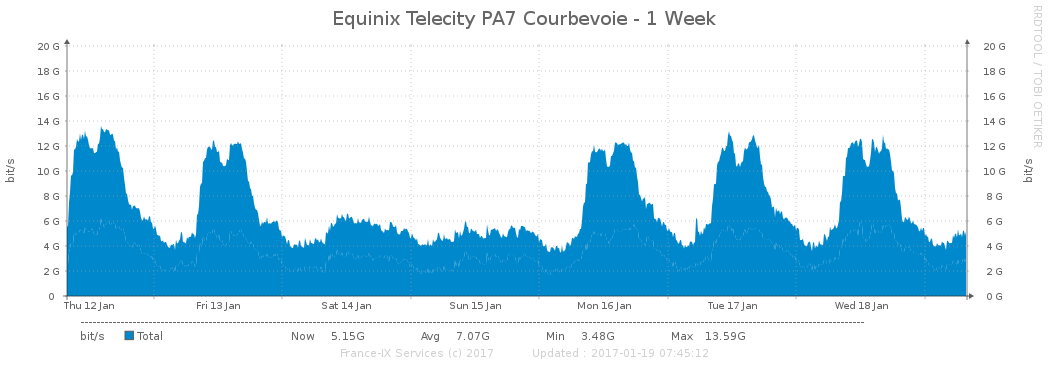 Equinix Telecity PA7 Courbevoie - 1 Week
RRDTOOL / TOBI OETIKER
20 G 20 G
18 G 18 G
16 G 16 G
14 G 14 G
12 G 12 G
10 G 10 G
8 G 8 G
6 G 6 G
4 G 4 G
2 G 2 G
0 0 G
bit/s bit/s
Thu 12 Jan Fri 13 Jan Sat 14 Jan Sun 15 Jan Mon 16 Jan Tue 17 Jan Wed 18 Jan
bit/s Total Now 5.15G Avg 7.07G Min 3.48G Max 13.59G
France-IX Services (c) 2017 Updated : 2017-01-19 07:45:12